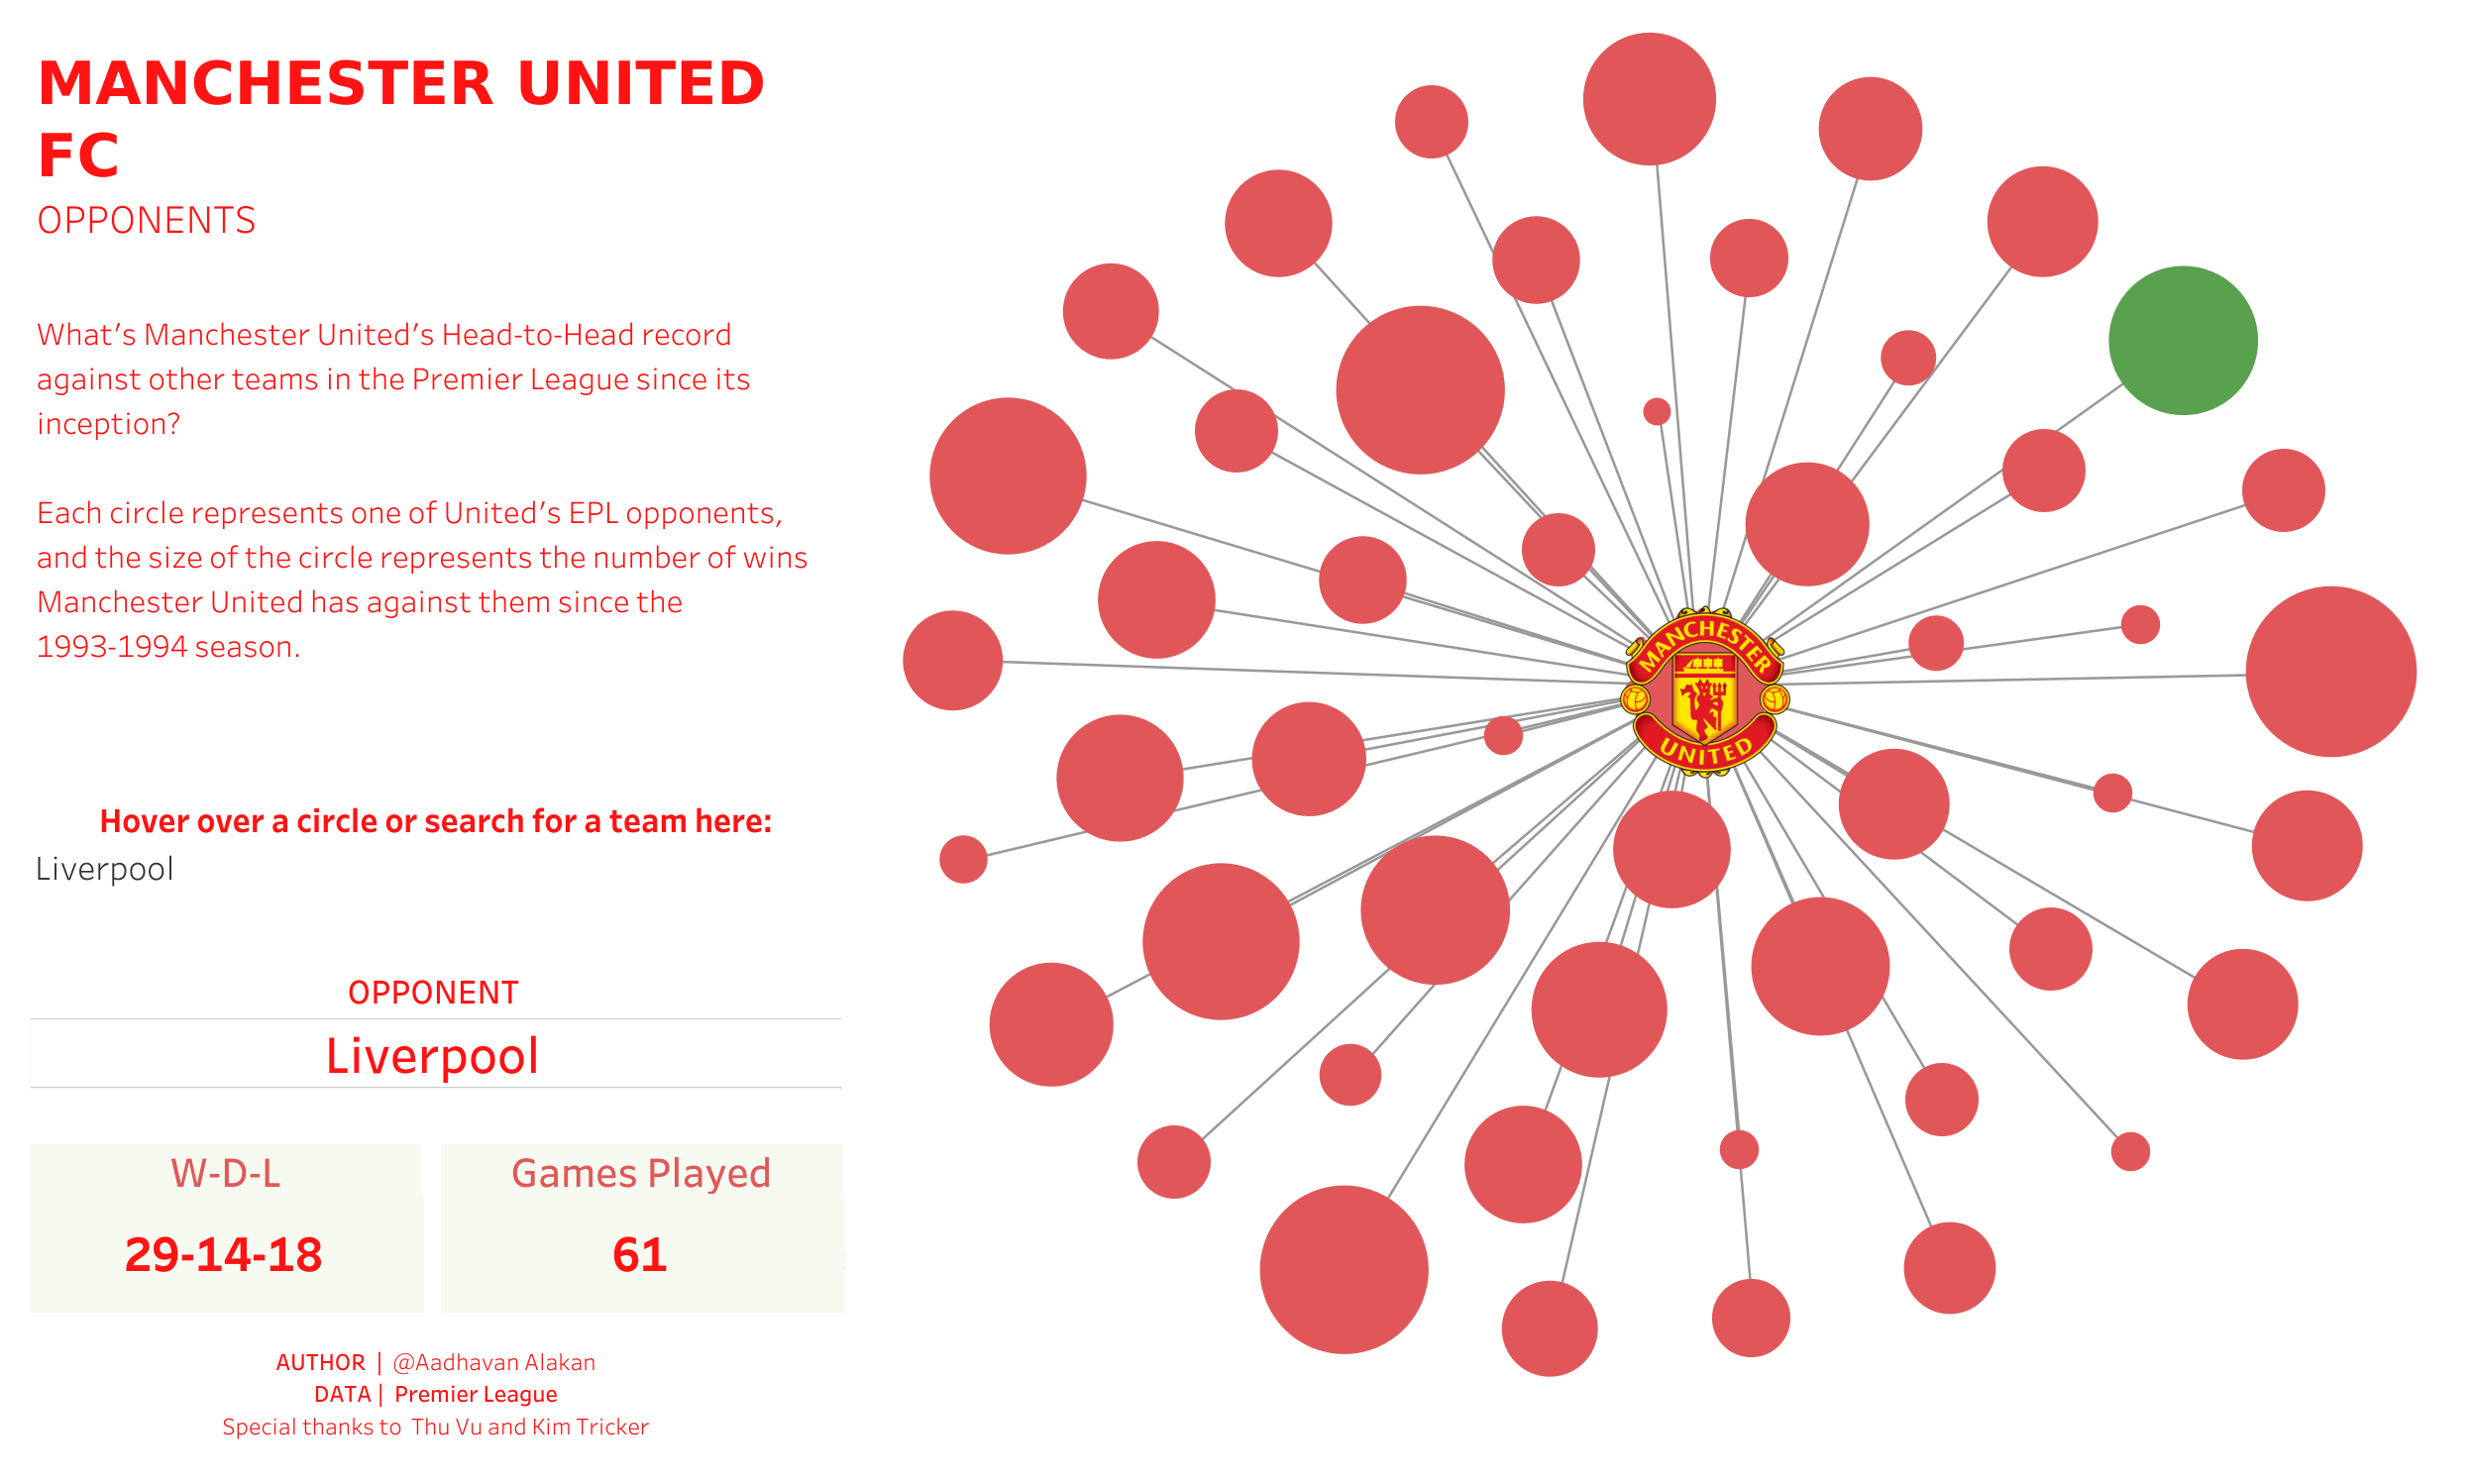 MANCHESTER UNITED
FC
OPPONENTS
What’s Manchester United’s Head-to-Head record
against other teams in the Premier League since its
inception?
Each circle represents one of United’s EPL opponents,
and the size of the circle represents the number of wins
Manchester United has against them since the
1993-1994 season.
Hover over a circle or search for a team here:
Liverpool
OPPONENT
Liverpool
W-D-L
Games Played
29-14-18
61
AUTHOR | @Aadhavan Alakan
DATA | Premier League
Special thanks to Thu Vu and Kim Tricker
MANCHESTER
UNITED